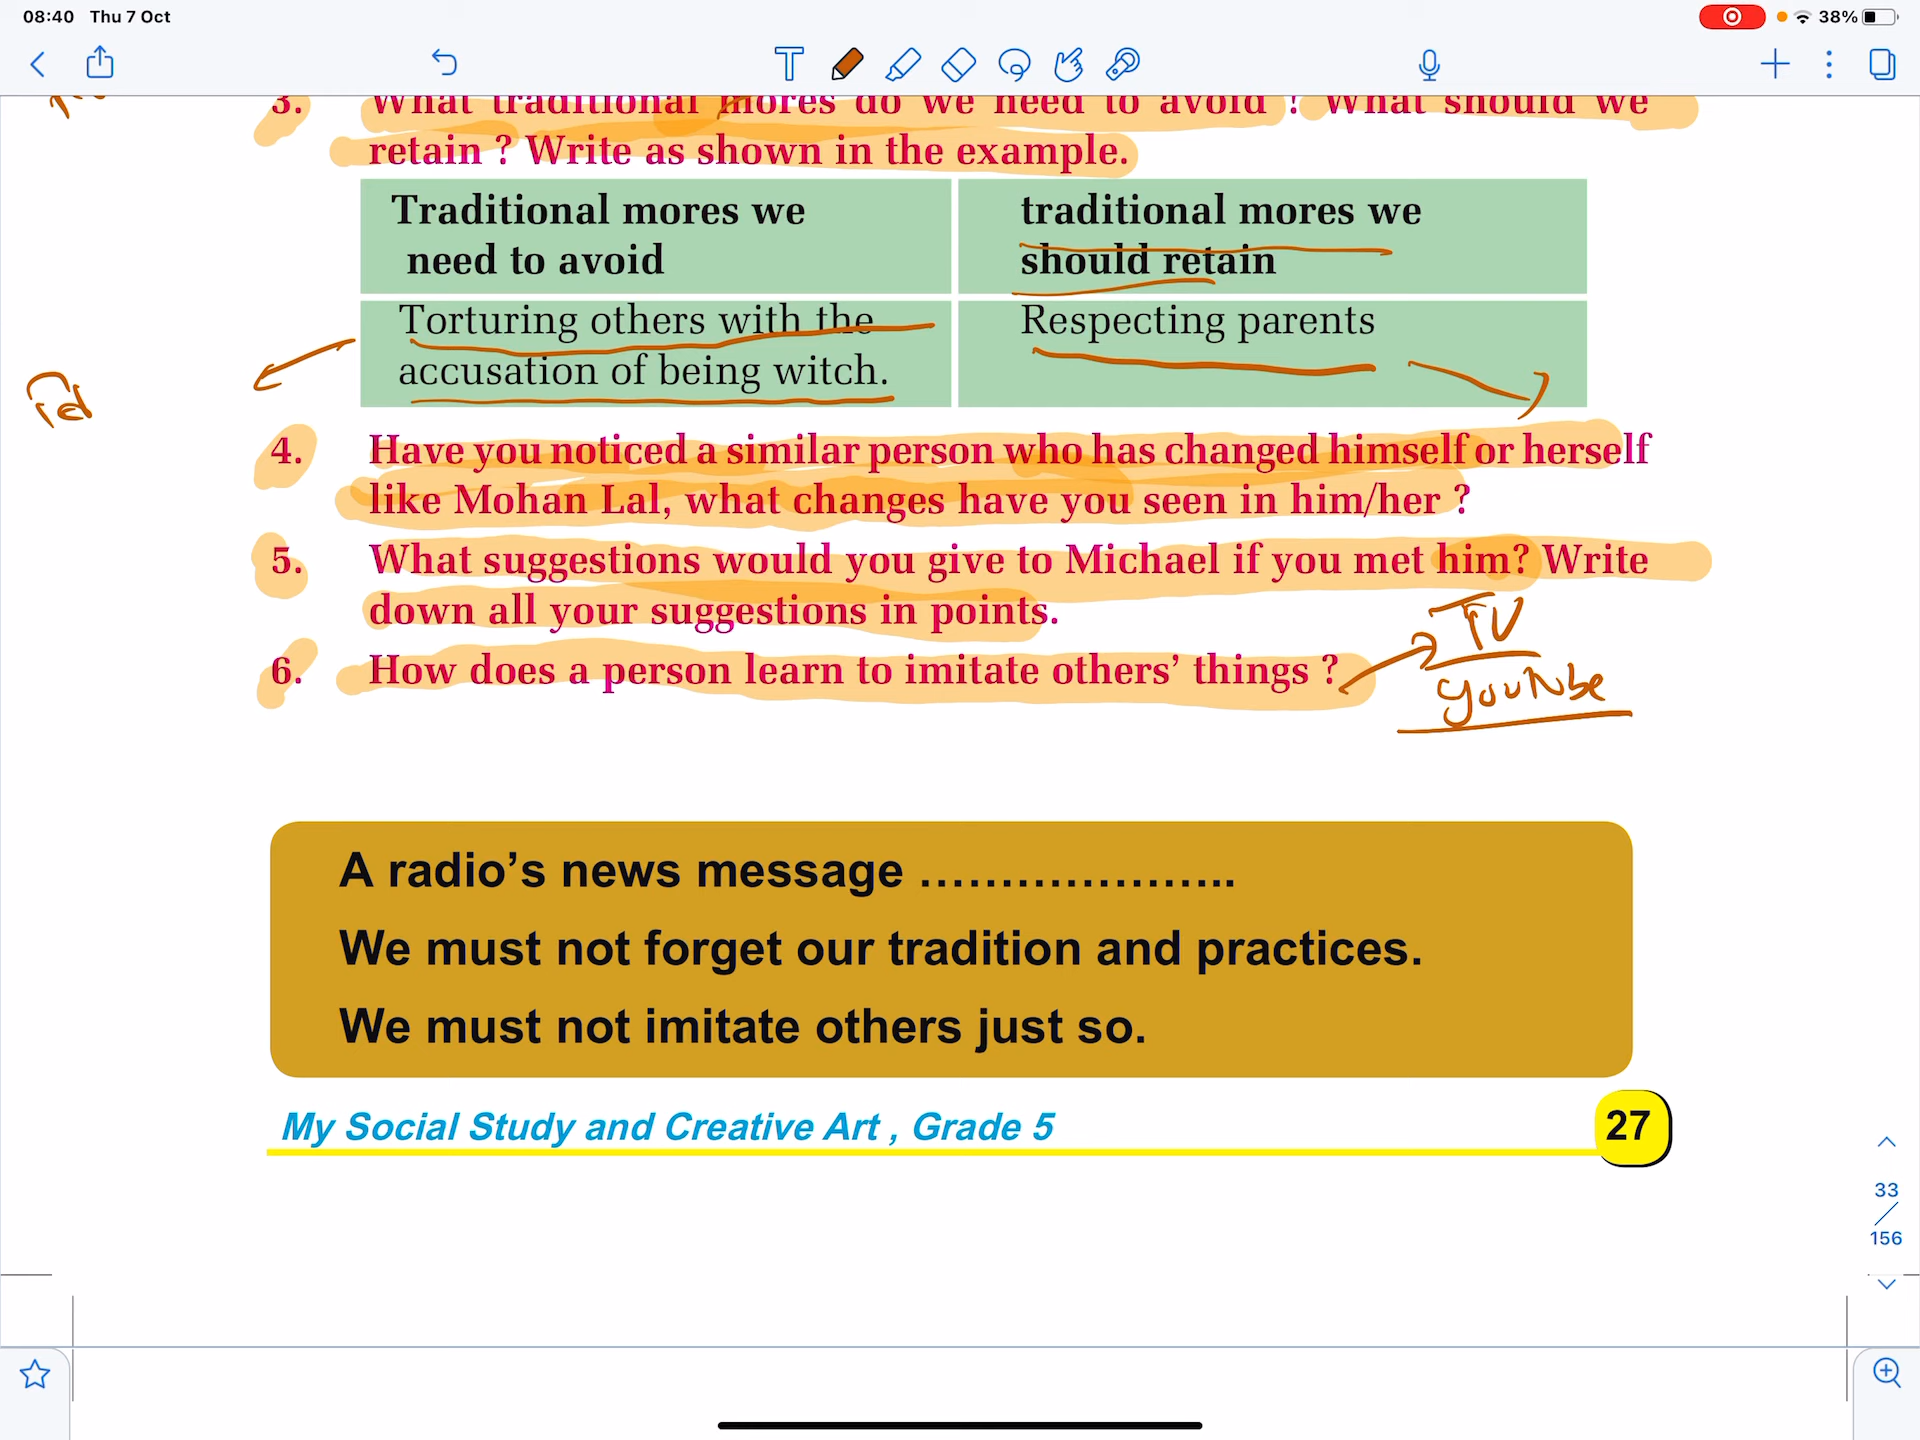 08:40 Thu 7 Oct
38%
3. What traditional mores do we need to avoid ? What should we
retain ? Write as shown in the example.
Traditional mores we
need to avoid
traditional mores we
should retain
Torturing others with the
accusation of being witch.
Respecting parents
4. Have you noticed a similar person who has changed himself or herself
like Mohan Lal, what changes have you seen in him/her ?
5. What suggestions would you give to Michael if you met him? Write
down all your suggestions in points.
TV
6. How does a person learn to imitate others’ things ?
YouTube
A radio’s news message …………………..
We must not forget our tradition and practices.
We must not imitate others just so.
My Social Study and Creative Art , Grade 5
27
33
/
156